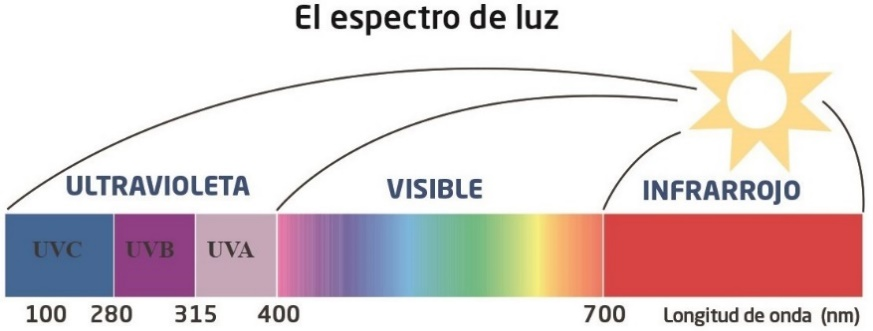 El espectro de luz
ULTRAVIOLETA VISIBLE INFRARROJO
UVC UVB UVA
100 280 315 400 700 Longitud de onda (nm)